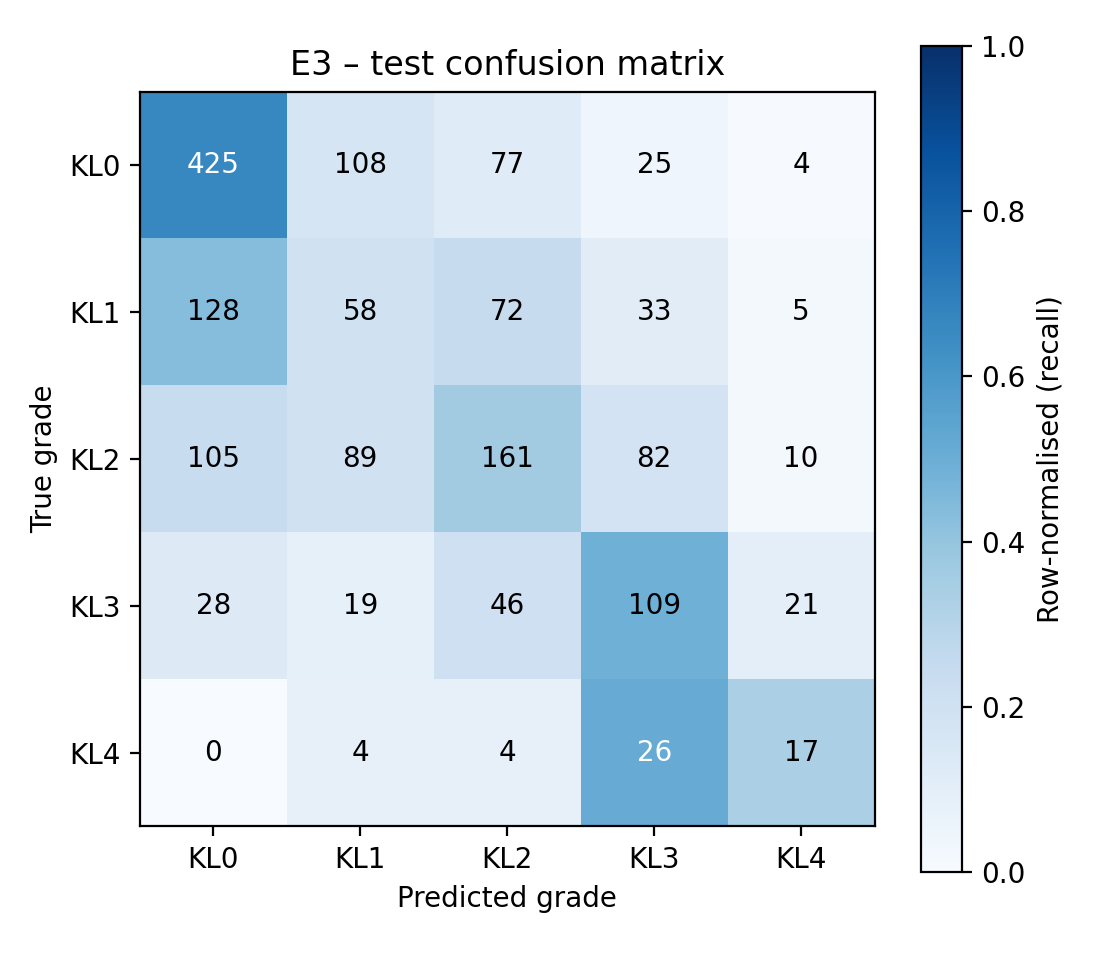 E3 – test confusion matrix
KL0 425 108 77 25 4
KL1 128 58 72 33 5
KL2 105 89 161 82 10
KL3 28 19 46 109 21
KL4 0 4 4 26 17
KL0 KL1 KL2 KL3 KL4
Predicted grade
True grade
1.0
0.8
0.6
0.4
0.2
0.0
Row-normalised (recall)